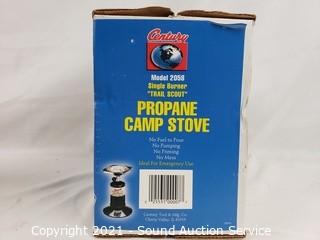 Century
Model 2058
Single Burner
"TRAIL SCOUT"
PROPANE
CAMP STOVE
No Fuel to Pour
No Pumping
No Priming
No Mess
Ideal For Emergency Use
Century Tool & Mfg. Co.
Cherry Valley, IL 61016
Copyright 2021 - Sound Auction Service